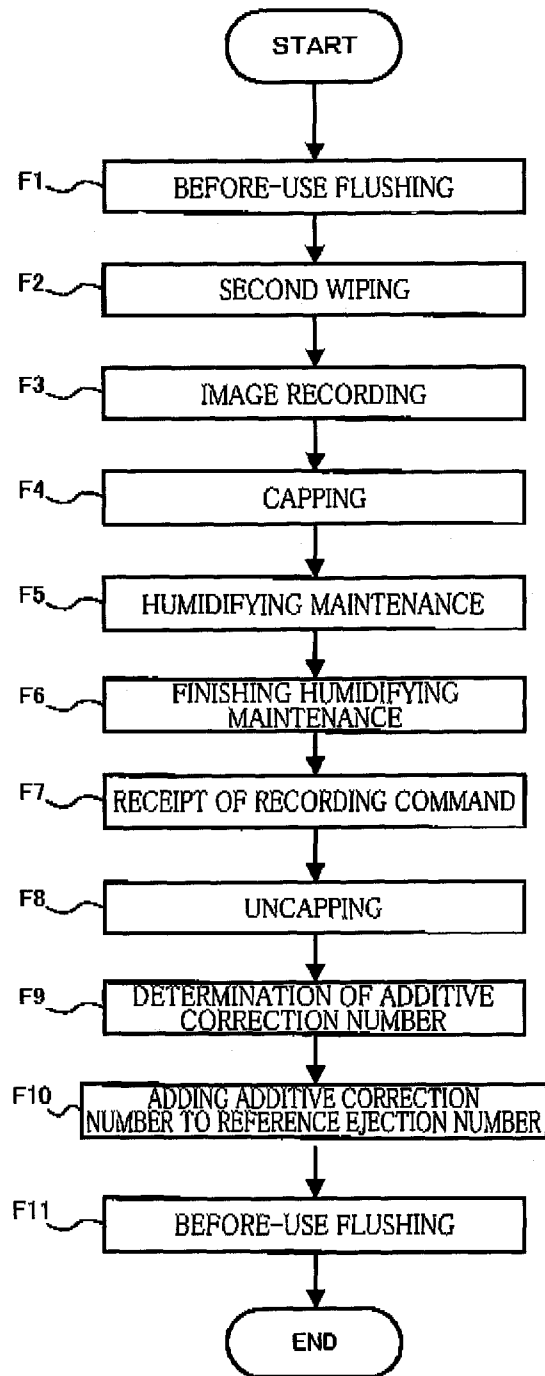 START
F1
BEFORE-USE FLUSHING
F2
SECOND WIPING
F3
IMAGE RECORDING
F4
CAPPING
F5
HUMIDIFYING MAINTENANCE
F6
FINISHING HUMIDIFYING
MAINTENANCE
F7
RECEIPT OF RECORDING COMMAND
F8
UNCAPPING
F9
DETERMINATION OF ADDITIVE
CORRECTION NUMBER
F10
ADDING ADDITIVE CORRECTION
NUMBER TO REFERENCE EJECTION NUMBER
F11
BEFORE-USE FLUSHING
END